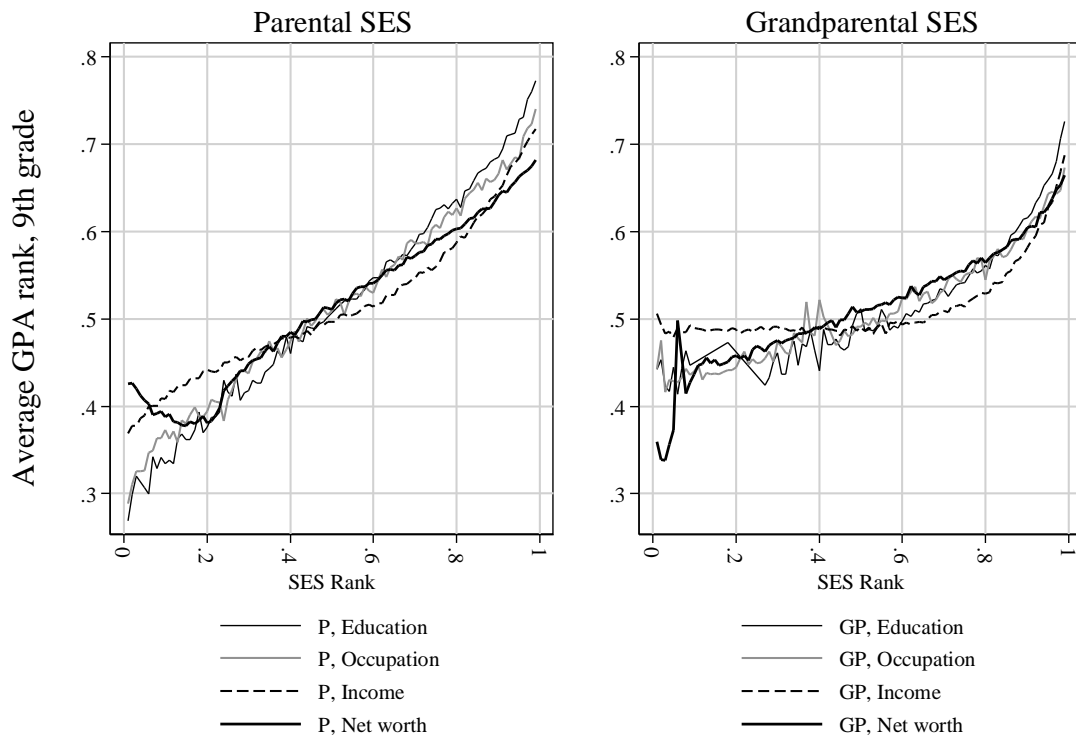 Parental SES
Grandparental SES
Average GPA rank, 9th grade
.8
.7
.6
.5
.4
.3
0
.2
.4
.6
.8
1
SES Rank
.8
.7
.6
.5
.4
.3
0
.2
.4
.6
.8
1
SES Rank
P, Education
P, Occupation
P, Income
P, Net worth
GP, Education
GP, Occupation
GP, Income
GP, Net worth